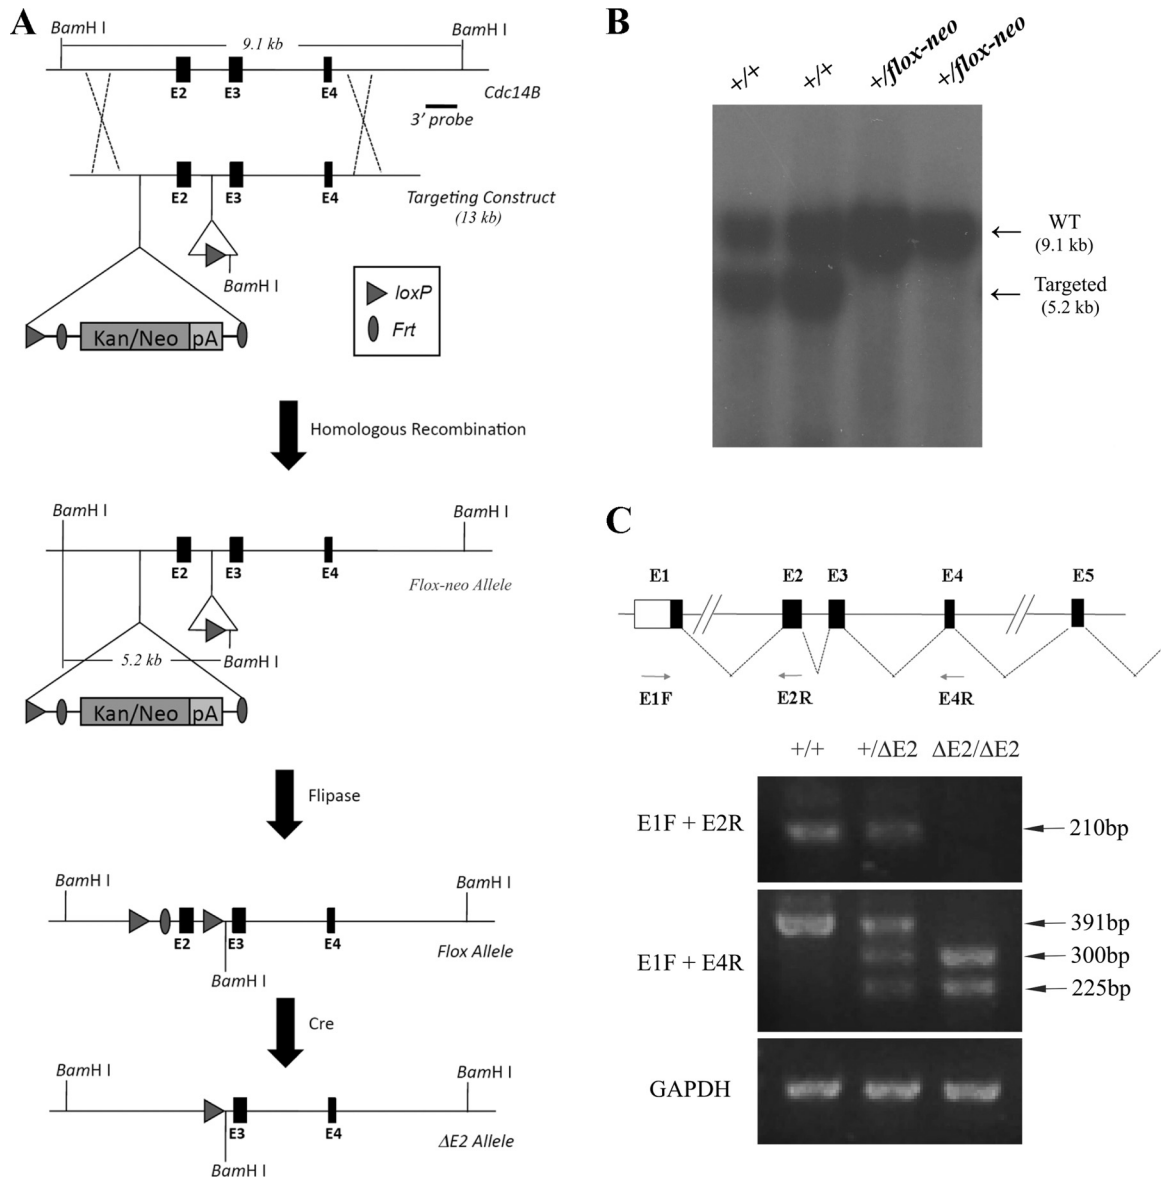 A
BamH I
BamH I
9.1 kb
E2
E3
E4
Cdc14B
3' probe
E2
E3
E4
Targeting Construct
(13 kb)
BamH I
loxP
Frt
Kan/Neo
pA
Homologous Recombination
BamH I
BamH I
E2
E3
E4
Flox-neo Allele
5.2 kb
BamH I
Kan/Neo
pA
Flipase
BamH I
BamH I
E2
E3
E4
Flox Allele
BamH I
Cre
BamH I
BamH I
E3
E4
ΔE2 Allele
BamH I
B
+/+
+/+
+/flox-neo
+/flox-neo
WT
(9.1 kb)
Targeted
(5.2 kb)
C
E1
E2
E3
E4
E5
E1F
E2R
E4R
+/+
+/ΔE2
ΔE2/ΔE2
E1F + E2R
210bp
E1F + E4R
391bp
300bp
225bp
GAPDH